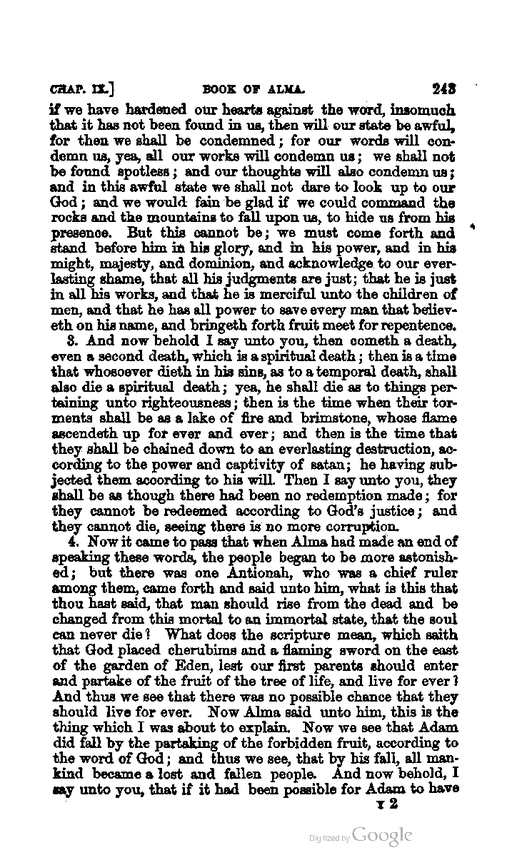 CHAP. IX.] BOOK OF ALMA. 243
if we have hardened our hearts against the word, insomuch
that it has not been found in us, then will our state be awful,
for then we shall be condemned; for our words will con-
demn us, yea, all our works will condemn us; we shall not
be found spotless; and our thoughts will also condemn us;
and in this awful state we shall not dare to look up to our
God; and we would fain be glad if we could command the
rocks and the mountains to fall upon us, to hide us from his
presence. But this cannot be; we must come forth and
stand before him in his glory, and in his power, and in his
might, majesty, and dominion, and acknowledge to our ever-
lasting shame, that all his judgments are just; that he is just
in all his works, and that he is merciful unto the children of
men, and that he has all power to save every man that believ-
eth on his name, and bringeth forth fruit meet for repentence.
3. And now behold I say unto you, then cometh a death,
even a second death, which is a spiritual death; then is a time
that whosoever dieth in his sins, as to a temporal death, shall
also die a spiritual death; yea, he shall die as to things per-
taining unto righteousness; then is the time when their tor-
ments shall be as a lake of fire and brimstone, whose flame
ascendeth up for ever and ever; and then is the time that
they shall be chained down to an everlasting destruction, ac-
cording to the power and captivity of satan; he having sub-
jected them according to his will. Then I say unto you, they
shall be as though there had been no redemption made; for
they cannot be redeemed according to God's justice; and
they cannot die, seeing there is no more corruption.
4. Now it came to pass that when Alma had made an end of
speaking these words, the people began to be more astonish-
ed; but there was one Antionah, who was a chief ruler
among them, came forth and said unto him, what is this that
thou hast said, that man should rise from the dead and be
changed from this mortal to an immortal state, that the soul
can never die? What does the scripture mean, which saith
that God placed cherubims and a flaming sword on the east
of the garden of Eden, lest our first parents should enter
and partake of the fruit of the tree of life, and live for ever?
And thus we see that there was no possible chance that they
should live for ever. Now Alma said unto him, this is the
thing which I was about to explain. Now we see that Adam
did fall by the partaking of the forbidden fruit, according to
the word of God; and thus we see, that by his fall, all man-
kind became a lost and fallen people. And now behold, I
say unto you, that if it had been possible for Adam to have
I 2
Digitized by Google